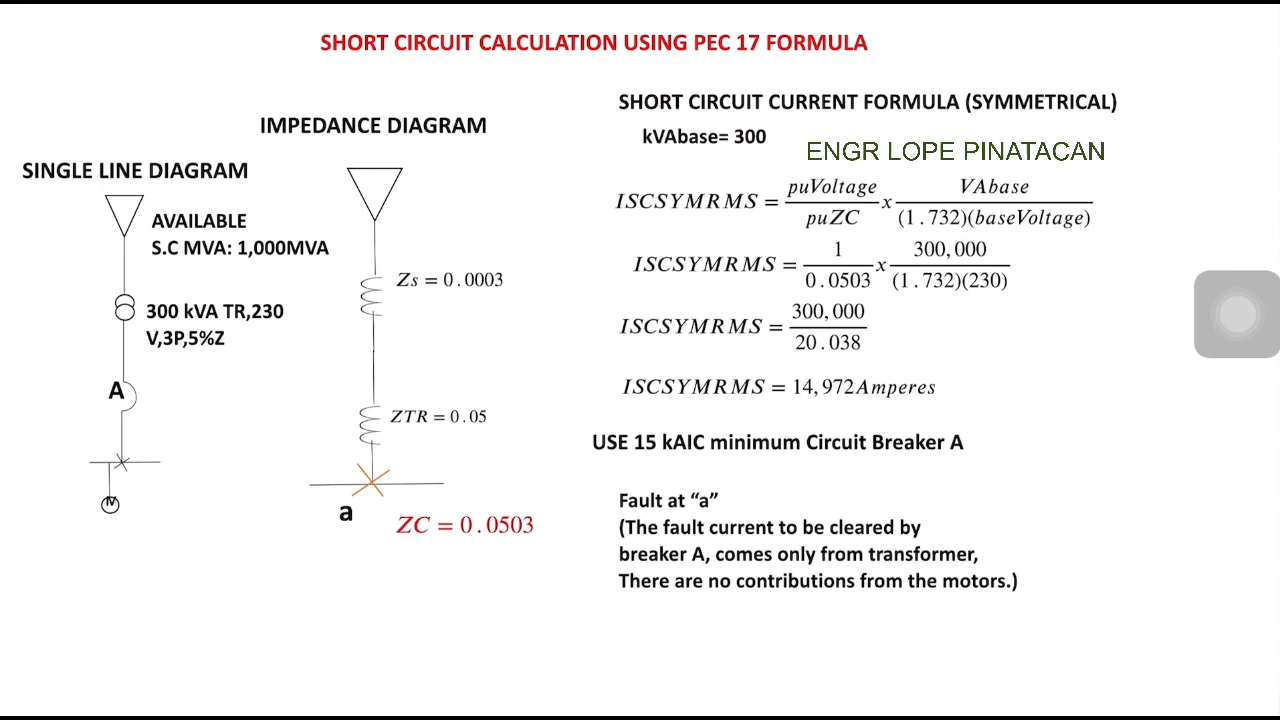 SHORT CIRCUIT CALCULATION USING PEC 17 FORMULA
SINGLE LINE DIAGRAM
AVAILABLE
S.C MVA: 1,000MVA
300 kVA TR,230
V,3P,5%Z
A
IMPEDANCE DIAGRAM
Zs = 0.0003
ZTR = 0.05
a
ZC = 0.0503
SHORT CIRCUIT CURRENT FORMULA (SYMMETRICAL)
kVAbase= 300
ENGR LOPE PINATACAN
ISCSYMRMS = puVoltage / puZC x VAbase / (1.732)(baseVoltage)
ISCSYMRMS = 1 / 0.0503 x 300,000 / (1.732)(230)
ISCSYMRMS = 300,000 / 20.038
ISCSYMRMS = 14,972Amperes
USE 15 kAIC minimum Circuit Breaker A
Fault at “a”
(The fault current to be cleared by
breaker A, comes only from transformer,
There are no contributions from the motors.)